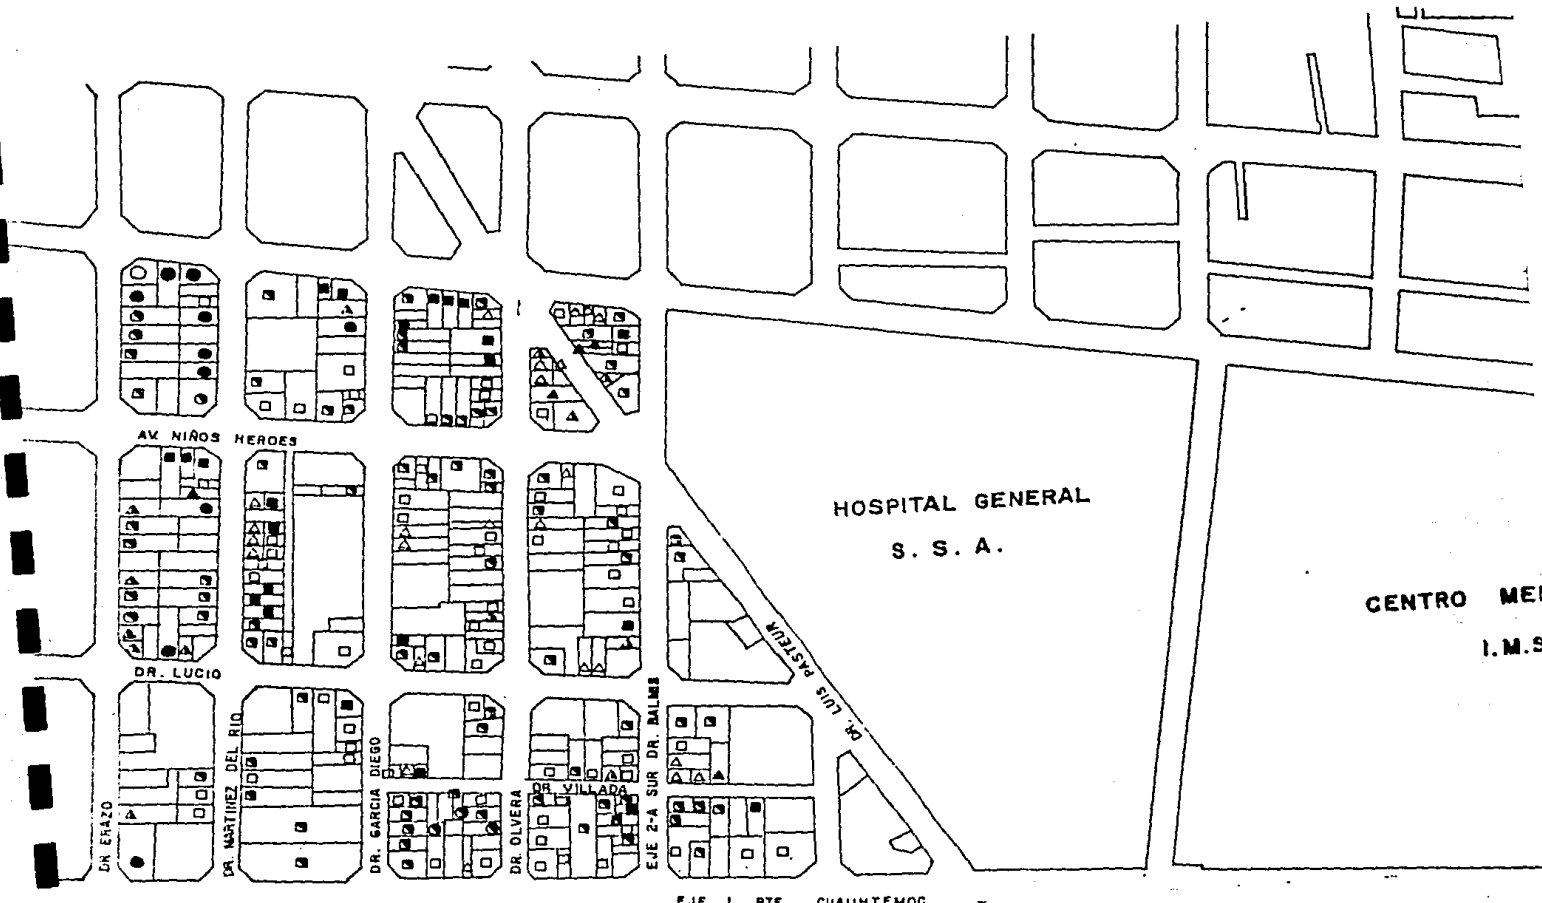 AV. NIÑOS HEROES
HOSPITAL GENERAL
S. S. A.
CENTRO
I.M.S
DR. LUCIO
DR. LUIS PASTEUR
DR ERAZO
DR. MARTINEZ DEL RIO
DR. GARCIA DIEGO
DR. OLVERA
DR. VILLADA
EJE 2-A SUR DR. BALMIS
EJE 1 PTE. CUAUHTEMOC